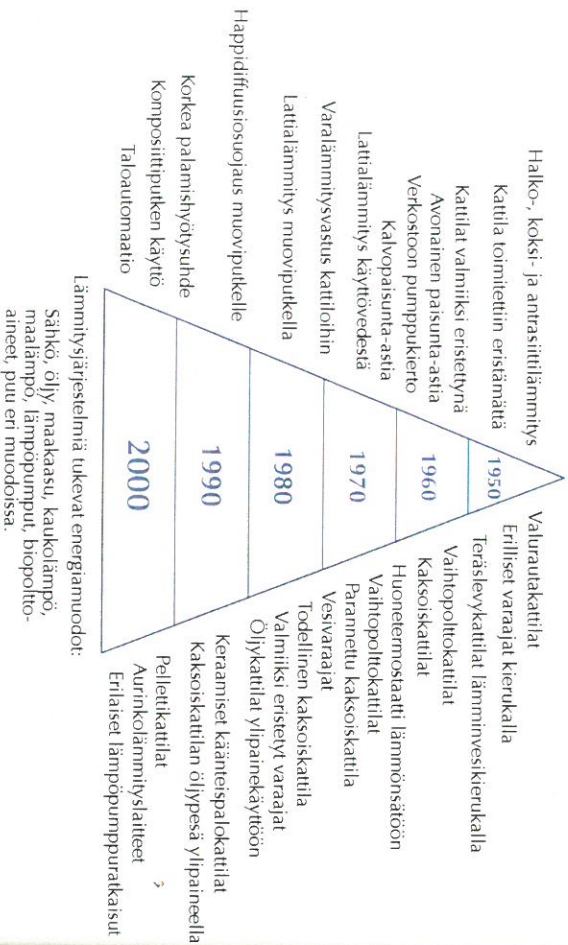 Halko-, koksi- ja antrasiittilämmitys
Kattila toimitettiin eristämättä
Kattilat valmiiksi eristettynä
Avonainen paisunta-astia
Verkostoon pumppukierto
Kalvopaisunta-astia
Lattialämmitys käyttövedestä
Varalämmitysvastus kattiloihin
Lattialämmitys muoviputkella
Happidiffuusiosuojaus muoviputkelle
Korkea palamishyötysuhde
Komposiittiputken käyttö
Taloautomaatio
1950
1960
1970
1980
1990
2000
Valurautakattilat
Erilliset varaajat kierukalla
Teräslevykattilat lämminvesikierukalla
Vaihtopolttokattilat
Kaksoiskattilat
Huonetermostaatti lämmönsätöön
Vaihtopolttokattilat
Parannettu kaksoiskattila
Vesivaraajat
Todellinen kaksoiskattila
Valmiiksi eristetyt varaajat
Öljykattilat ylipainekäyttöön
Keraamiset käänteispalokattilat
Kaksoiskattilan öljypesä ylipaineella
Pellettikattilat
Aurinkolämmityslaitteet
Erilaiset lämpöpumppuratkaisut
Lämmitysjärjestelmiä tukevat energiamuodot:
Sähkö, öljy, maakaasu, kaukolämpö,
maalämpö, lämpöpumput, biopoltto-
aineet, puu eri muodoissa.